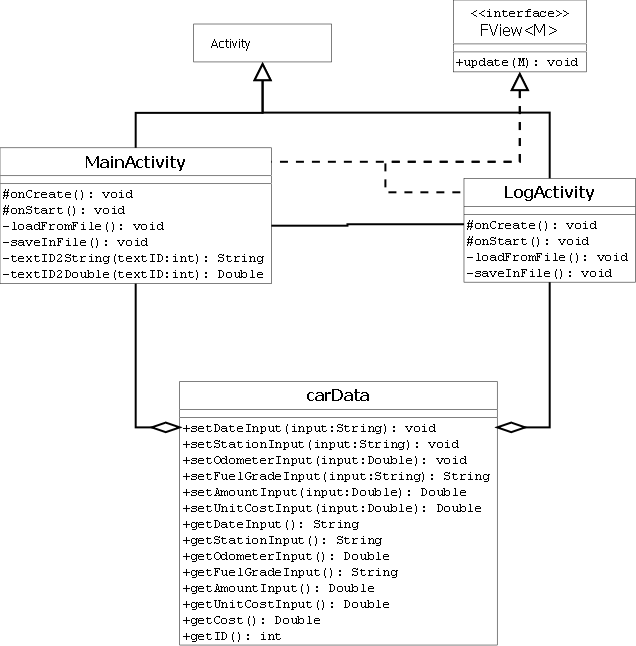 Activity
<<interface>>
FView<M>
+update(M): void
MainActivity
#onCreate(): void
#onStart(): void
-loadFromFile(): void
-saveInFile(): void
-textID2String(textID:int): String
-textID2Double(textID:int): Double
LogActivity
#onCreate(): void
#onStart(): void
-loadFromFile(): void
-saveInFile(): void
carData
+setDateInput(input:String): void
+setStationInput(input:String): void
+setOdometerInput(input:Double): void
+setFuelGradeInput(input:String): String
+setAmountInput(input:Double): Double
+setUnitCostInput(input:Double): Double
+getDateInput(): String
+getStationInput(): String
+getOdometerInput(): Double
+getFuelGradeInput(): String
+getAmountInput(): Double
+getUnitCostInput(): Double
+getCost(): Double
+getID(): int